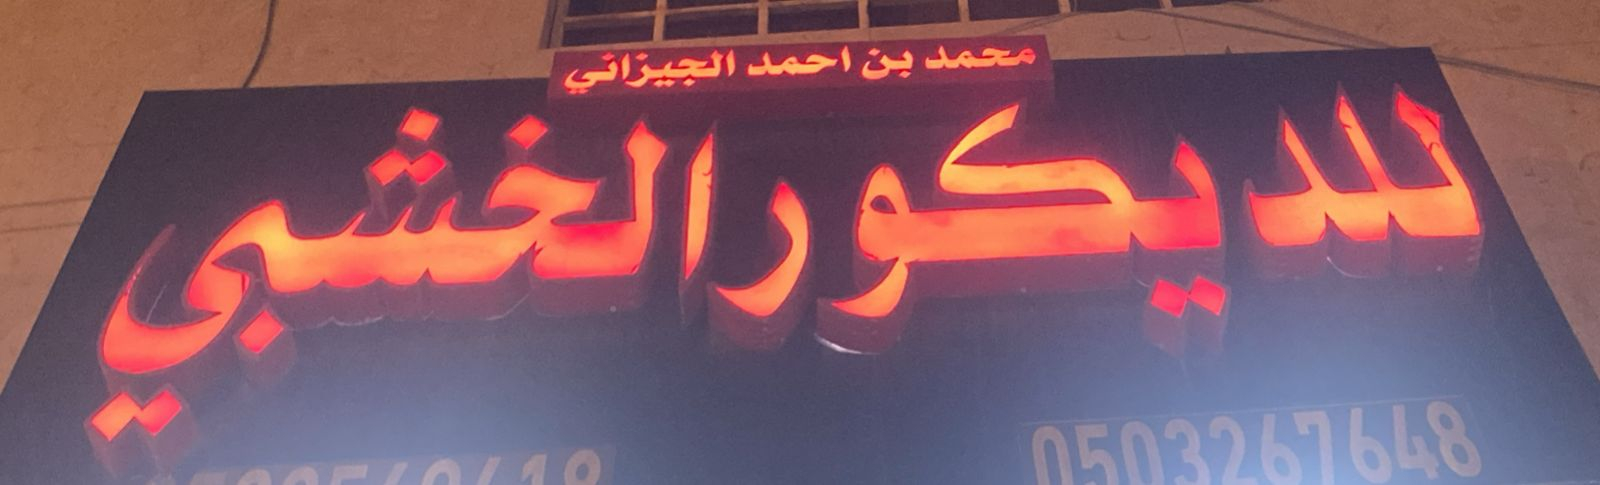 محمد بن احمد الجيزاني
للديكور الخشبي
0503267648